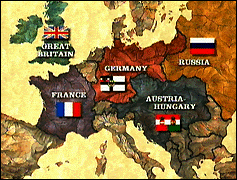 GREAT
BRITAIN
GERMANY
RUSSIA
FRANCE
AUSTRIA-
HUNGARY